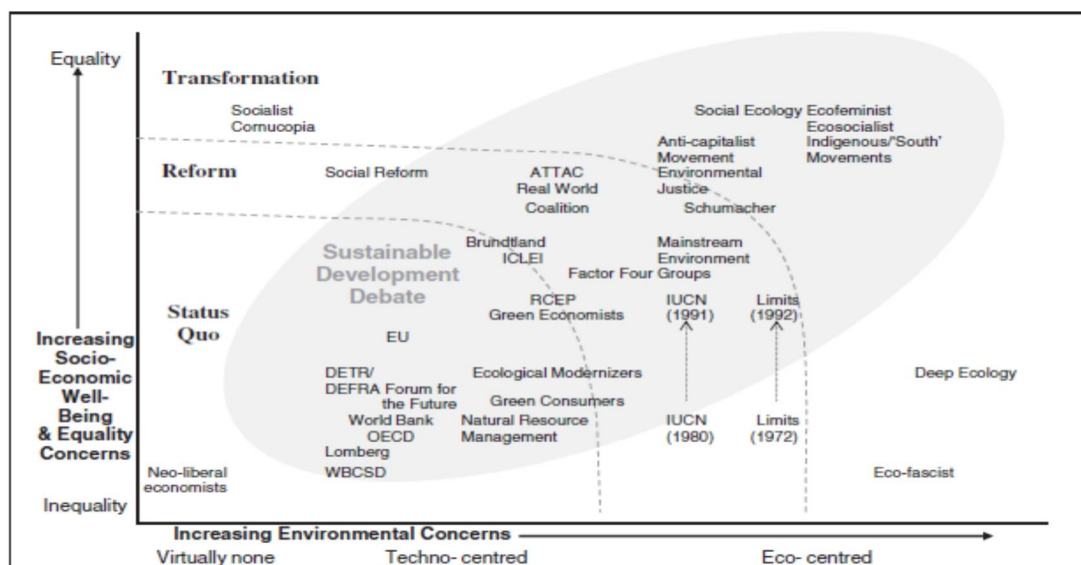 Equality
Transformation
Socialist
Cornucopia
Social Ecology Ecofeminist
Ecosocialist
Indigenous/'South'
Movements
Anti-capitalist
Movement
Environmental
Justice
Reform
Social Reform
ATTAC
Real World
Coalition
Schumacher
Sustainable
Development
Debate
Brundtland
ICLEI
Mainstream
Environment
Factor Four Groups
Status
Quo
RCEP
Green Economists
IUCN
(1991)
Limits
(1992)
EU
Increasing
Socio-
Economic
Well-
Being
& Equality
Concerns
DETR/
DEFRA Forum for
the Future
Ecological Modernizers
Green Consumers
Deep Ecology
World Bank
OECD
Natural Resource
Management
IUCN
(1980)
Limits
(1972)
Lomberg
WBCSD
Neo-liberal
economists
Eco-fascist
Inequality
Increasing Environmental Concerns
Virtually none
Techno- centred
Eco- centred